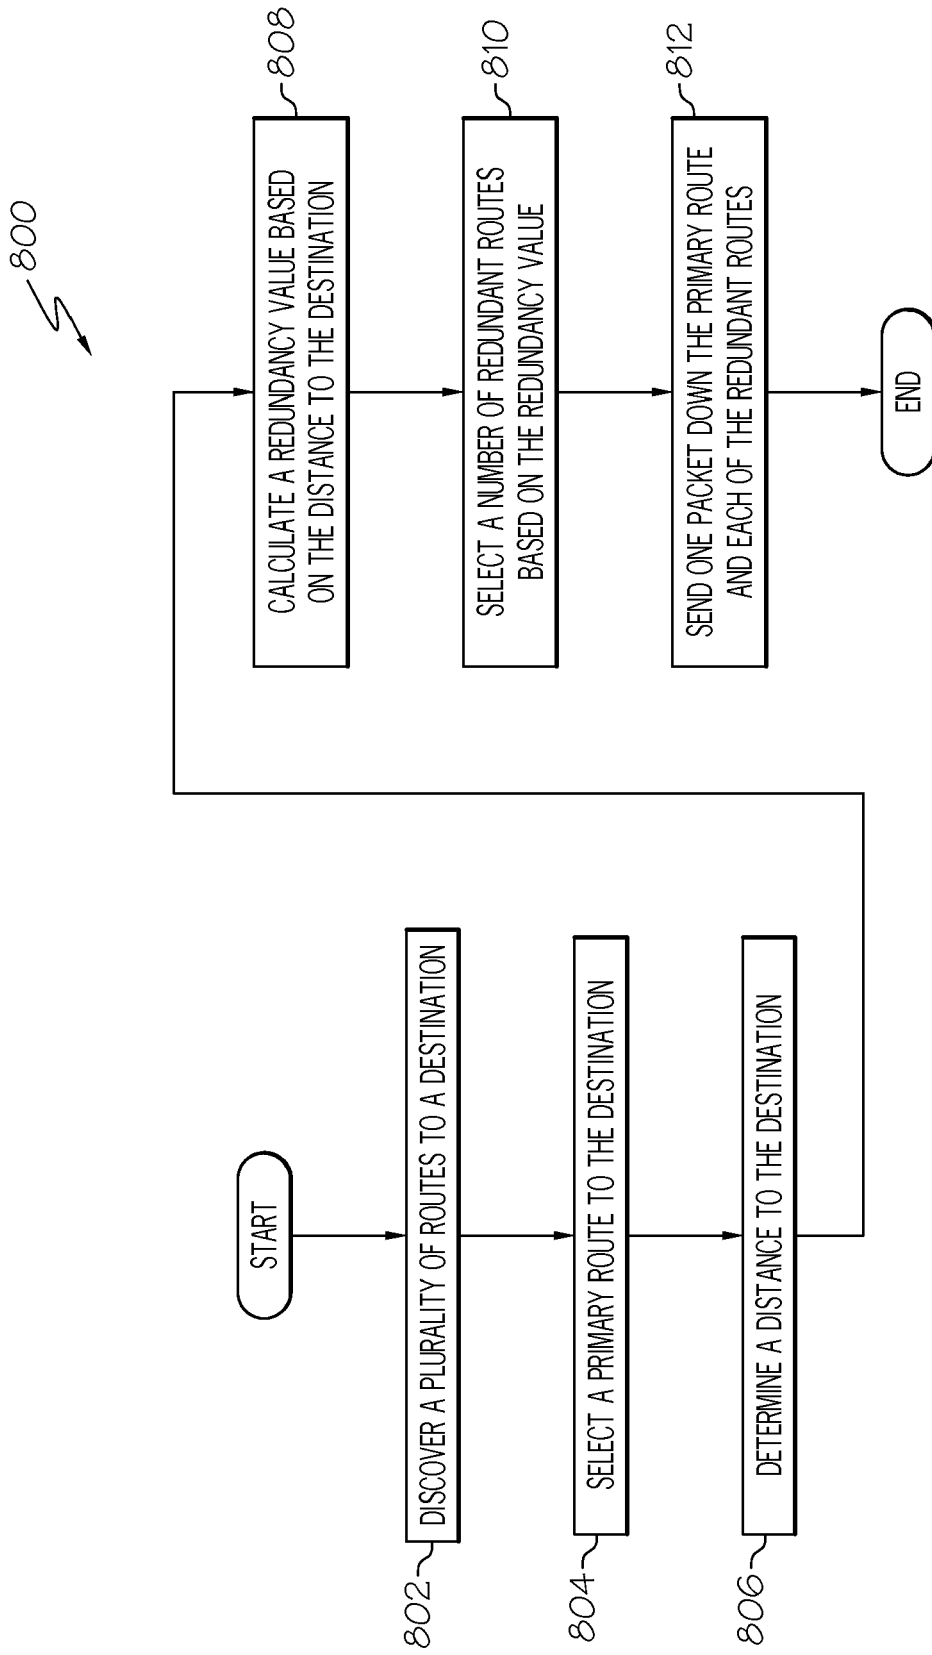 800
START
DISCOVER A PLURALITY OF ROUTES TO A DESTINATION
802
SELECT A PRIMARY ROUTE TO THE DESTINATION
804
DETERMINE A DISTANCE TO THE DESTINATION
806
CALCULATE A REDUNDANCY VALUE BASED
ON THE DISTANCE TO THE DESTINATION
808
SELECT A NUMBER OF REDUNDANT ROUTES
BASED ON THE REDUNDANCY VALUE
810
SEND ONE PACKET DOWN THE PRIMARY ROUTE
AND EACH OF THE REDUNDANT ROUTES
812
END